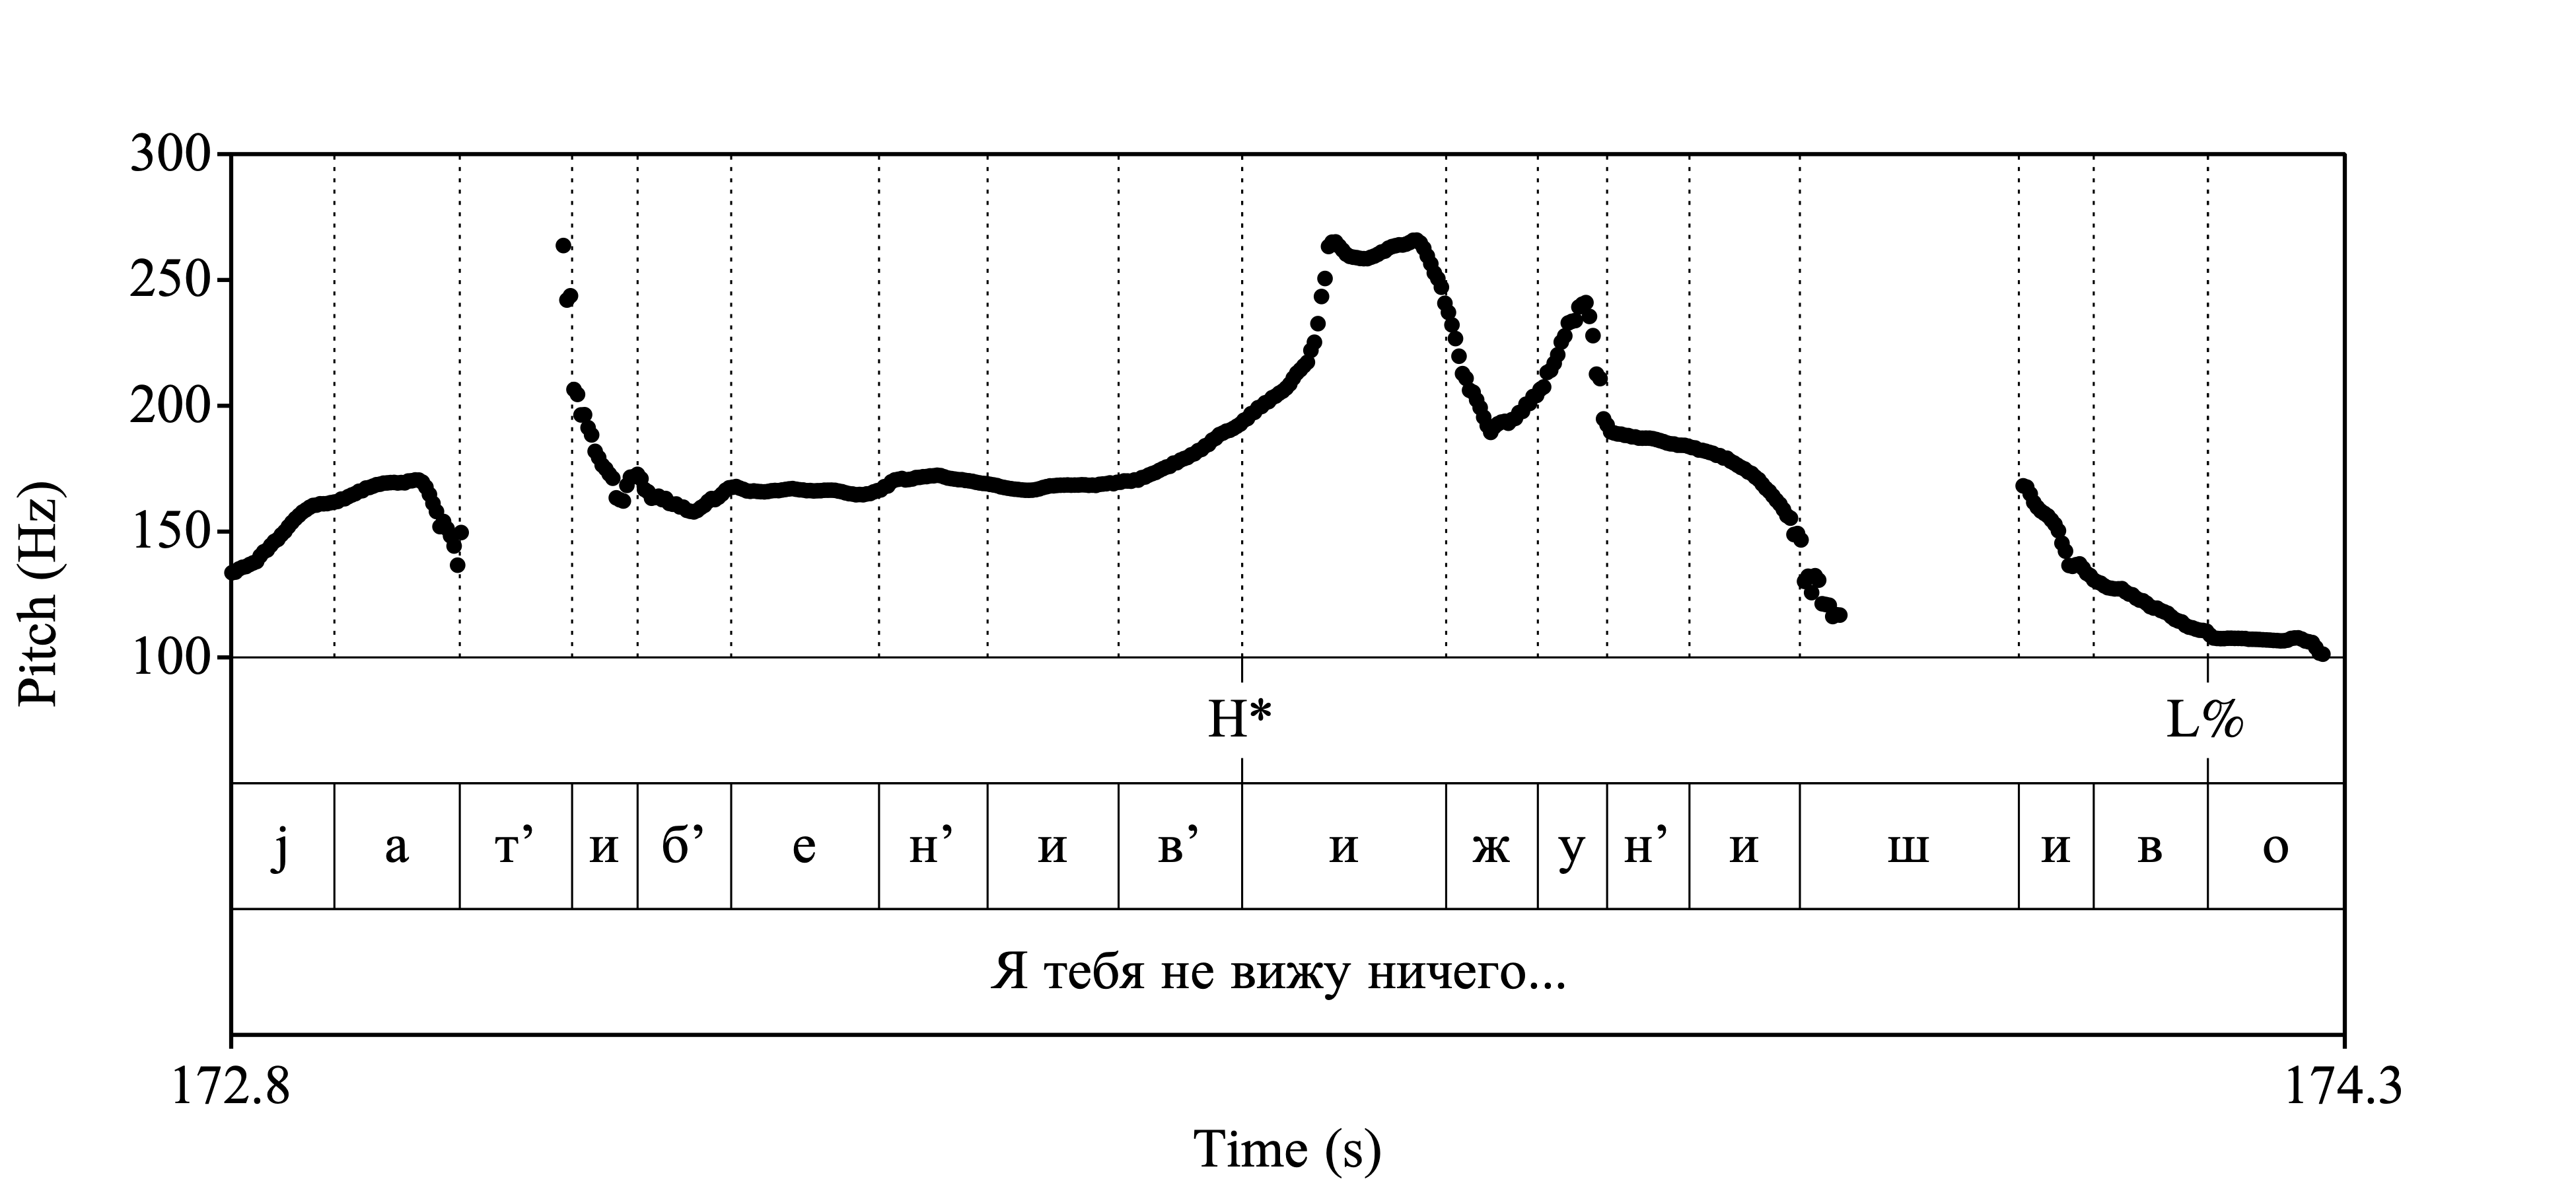 300
250
200
150
100
Pitch (Hz)
H* L%
ј а т’ и б’ е н’ и в’ и ж у н’ и ш и в о
Я тебя не вижу ничего...
172.8 174.3
Time (s)